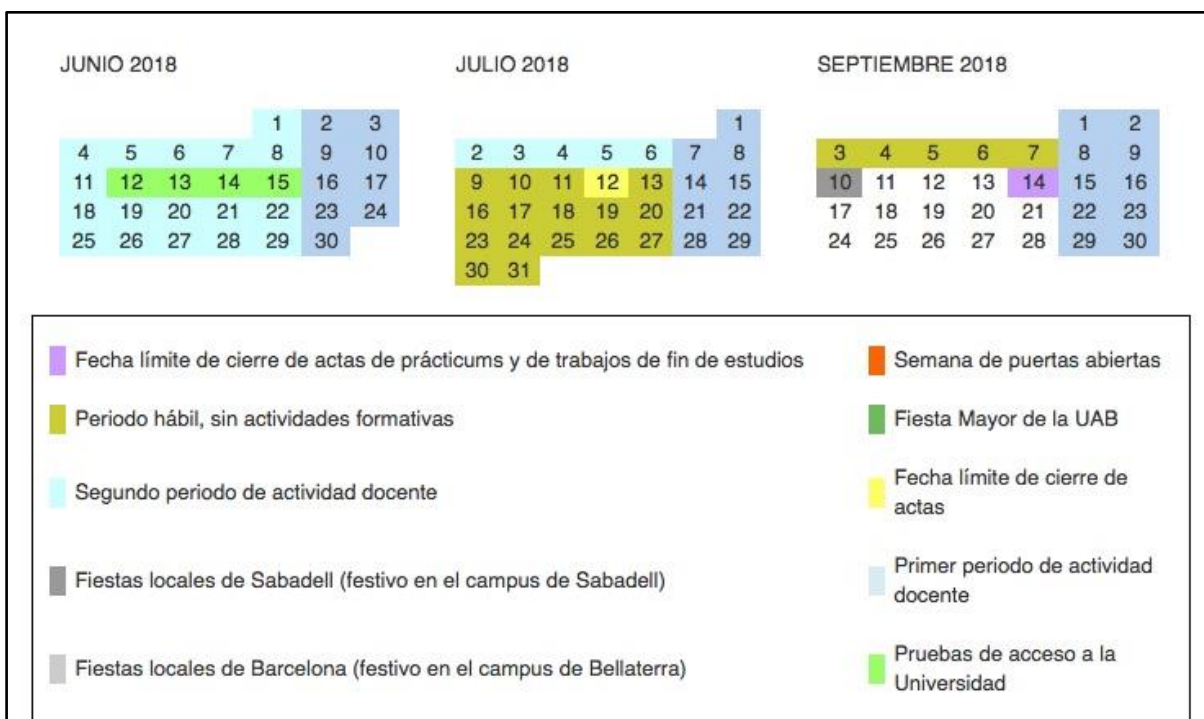 JUNIO 2018 JULIO 2018 SEPTIEMBRE 2018
1 2 3 1 1 2
4 5 6 7 8 9 10 2 3 4 5 6 7 8 3 4 5 6 7 8 9
11 12 13 14 15 16 17 9 10 11 12 13 14 15 10 11 12 13 14 15 16
18 19 20 21 22 23 24 16 17 18 19 20 21 22 17 18 19 20 21 22 23
25 26 27 28 29 30 23 24 25 26 27 28 29 24 25 26 27 28 29 30
30 31
Fecha límite de cierre de actas de prácticums y de trabajos de fin de estudios
Semana de puertas abiertas
Periodo hábil, sin actividades formativas
Fiesta Mayor de la UAB
Segundo periodo de actividad docente
Fecha límite de cierre de
actas
Fiestas locales de Sabadell (festivo en el campus de Sabadell)
Primer periodo de actividad
docente
Fiestas locales de Barcelona (festivo en el campus de Bellaterra)
Pruebas de acceso a la
Universidad